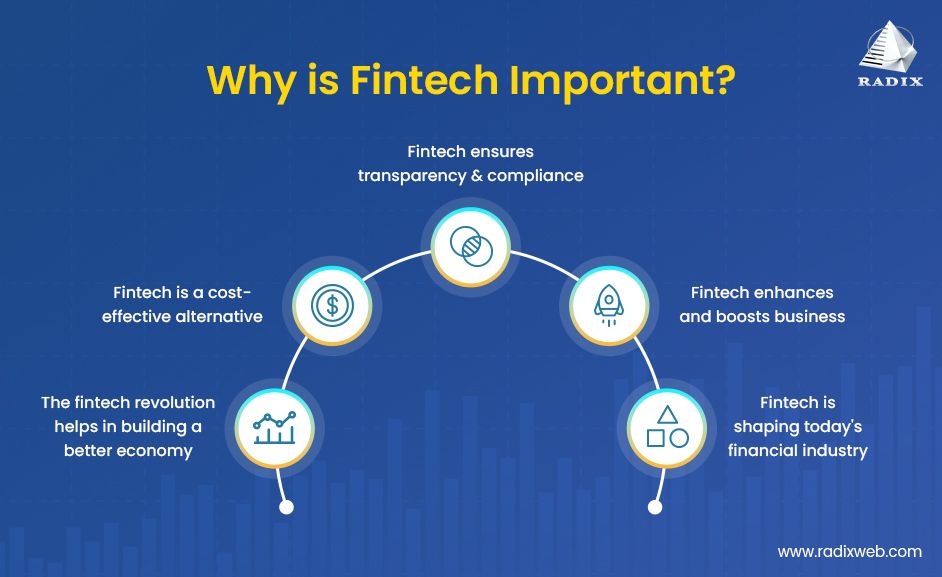 Why is Fintech Important?
RADIX
Fintech ensures
transparency & compliance
Fintech is a cost-
effective alternative
Fintech enhances
and boosts business
The fintech revolution
helps in building a
better economy
Fintech is
shaping today's
financial industry
$
www.radixweb.com